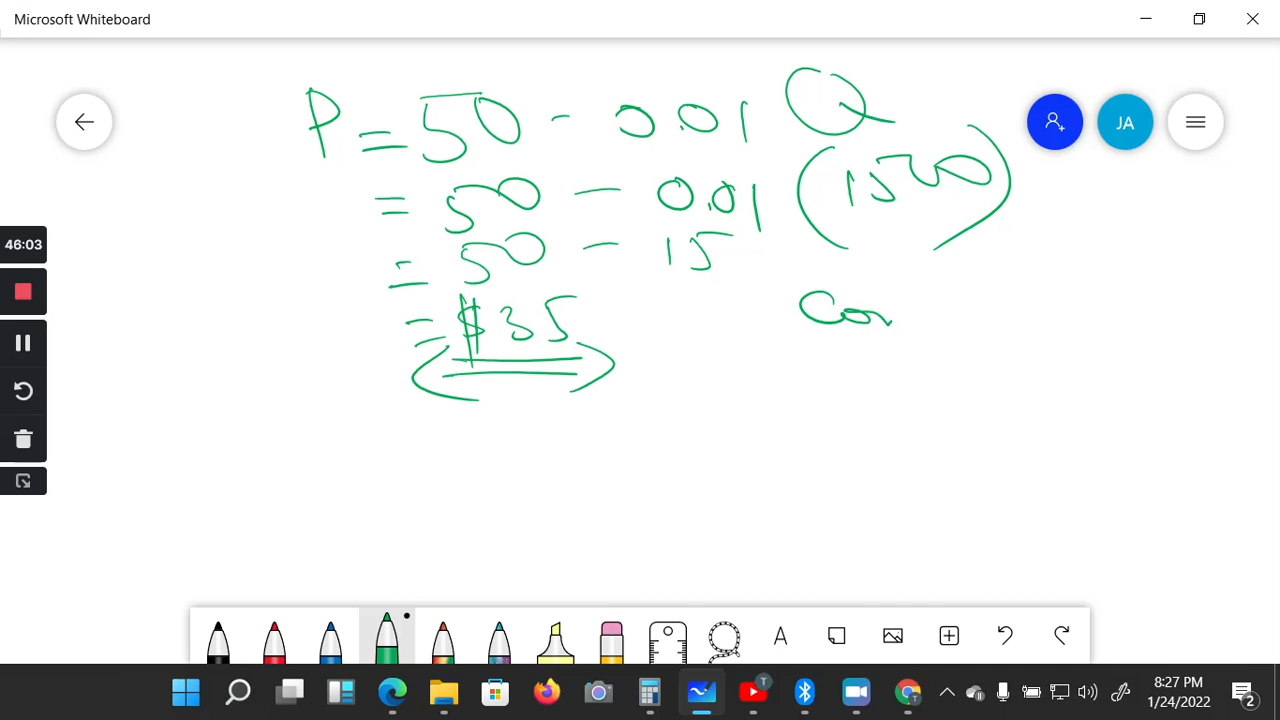 Microsoft Whiteboard
P = 50 - 0.01 Q
= 50 - 0.01 (1500)
= 50 - 15
= $35
JA
46:03
A
T
T
8:27 PM
1/24/2022
2